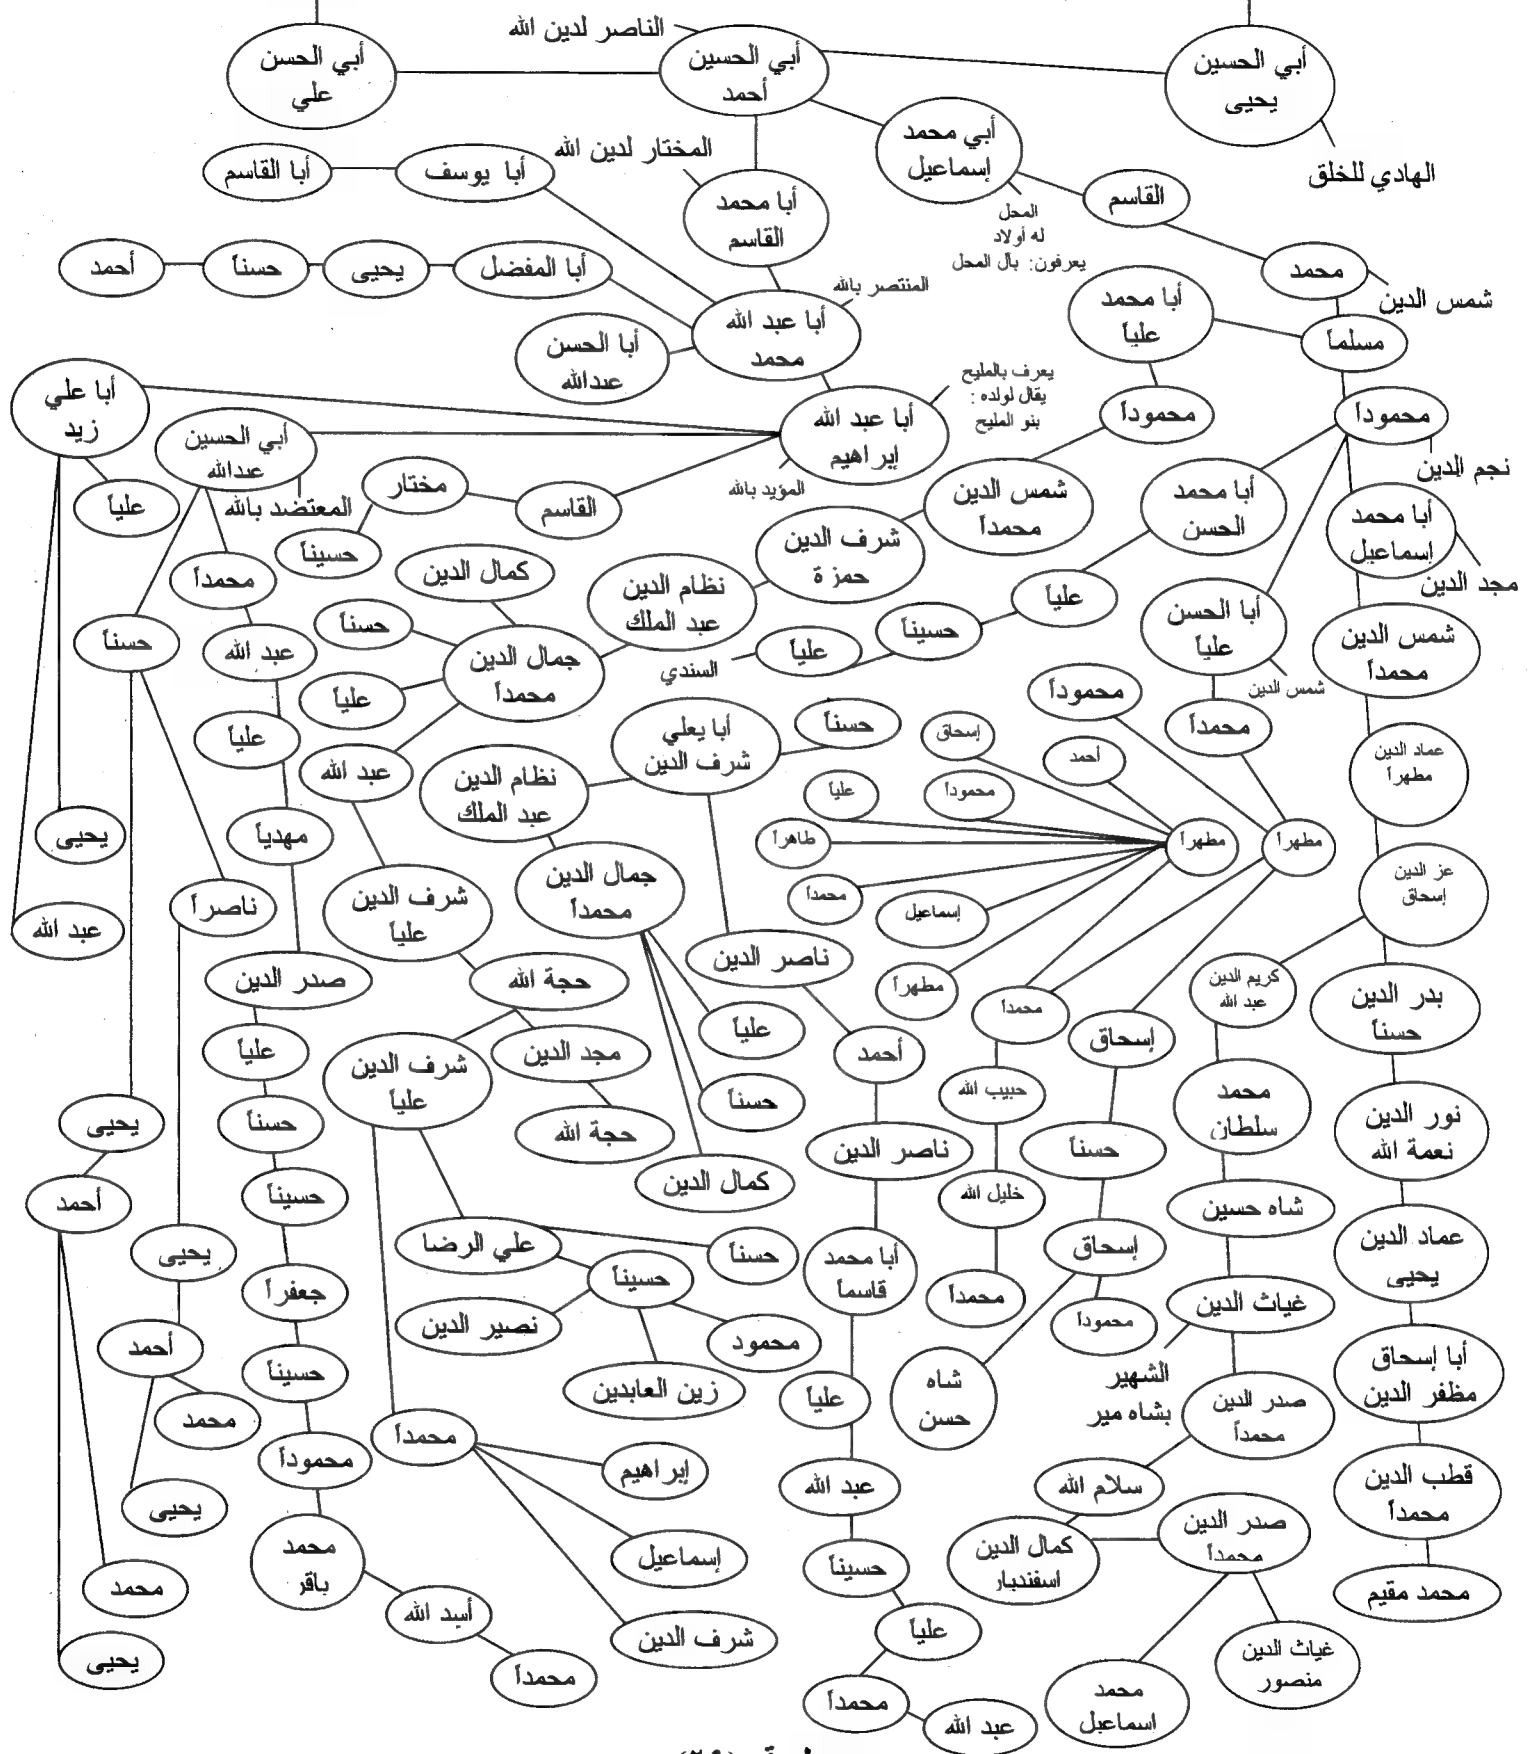 الناصر لدين الله
أبي الحسن
علي
أبي الحسين
أحمد
أبي الحسين
يحيى
الهادي للخلق
أبي محمد
إسماعيل
المحل
له أولاد
يعرفون: بآل المحل
المختار لدين الله
أبا القاسم
أبا يوسف
أبا محمد
القاسم
القاسم
أحمد
حسناً
يحيى
أبا المفضل
المنتصر بالله
أبا عبد الله
محمد
أبا الحسن
عبدالله
أبا محمد
علياً
محمد
شمس الدين
مسلماً
أبا علي
زيد
أبي الحسين
عبدالله
المعتضد بالله
علياً
يعرف بالمليح
يقال لولده:
بنو المليح
أبا عبد الله
إبراهيم
المؤيد بالله
محموداً
محموداً
نجم الدين
مختار
القاسم
حسيناً
شمس الدين
محمداً
أبا محمد
الحسن
أبا محمد
إسماعيل
مجد الدين
محمداً
كمال الدين
نظام الدين
عبد الملك
شرف الدين
حمزة
علياً
حسناً
عبد الله
حسناً
جمال الدين
محمداً
السندي
علياً
حسيناً
أبا الحسن
علياً
شمس الدين
شمس الدين
محمداً
علياً
علياً
عبد الله
أبا يعلي
شرف الدين
حسناً
محموداً
إسحاق
أحمد
محمداً
نظام الدين
عبد الملك
علياً
محموداً
عماد الدين
مطهراً
يحيى
مهدياً
طاهراً
مطهراً
مطهراً
عبد الله
ناصراً
شرف الدين
علياً
جمال الدين
محمداً
محمداً
إسماعيل
عز الدين
إسحاق
صدر الدين
حجة الله
ناصر الدين
مطهراً
محمداً
كريم الدين
عبد الله
بدر الدين
حسناً
علياً
شرف الدين
علياً
مجد الدين
علياً
أحمد
إسحاق
يحيى
حسناً
حجة الله
حسناً
حبيب الله
محمد
سلطان
نور الدين
نعمة الله
أحمد
حسيناً
كمال الدين
ناصر الدين
خليل الله
حسناً
شاه حسين
يحيى
علي الرضا
حسناً
أبا محمد
قاسماً
إسحاق
عماد الدين
يحيى
جعفراً
حسيناً
نصير الدين
محمود
محمداً
محموداً
غياث الدين
الشهير
بشاه مير
أحمد
محمد
حسيناً
زين العابدين
علياً
شاه
حسن
صدر الدين
محمداً
أبا إسحاق
مظفر الدين
محموداً
محمداً
إبراهيم
عبد الله
سلام الله
قطب الدين
محمداً
يحيى
محمد
باقر
إسماعيل
حسيناً
كمال الدين
اسفنديار
صدر الدين
محمداً
محمد مقيم
محمد
أسد الله
شرف الدين
علياً
يحيى
محمداً
محمداً
عبد الله
محمد
اسماعيل
غياث الدين
منصور